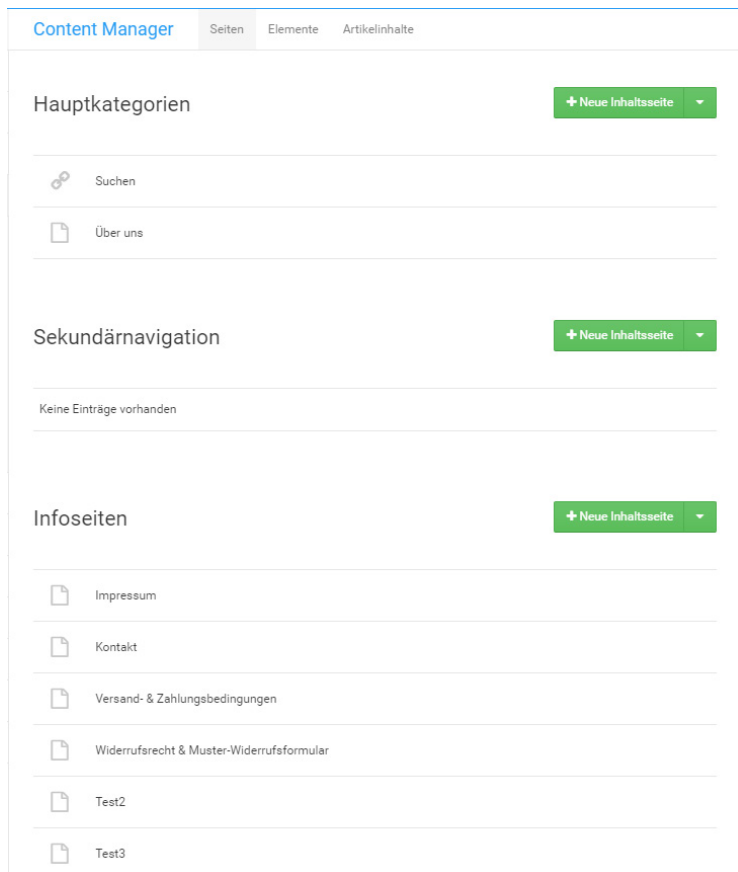 Content Manager Seiten Elemente Artikelinhalte
Hauptkategorien
Neue Inhaltsseite
Suchen
Über uns
Sekundärnavigation
Neue Inhaltsseite
Keine Einträge vorhanden
Infoseiten
Neue Inhaltsseite
Impressum
Kontakt
Versand- & Zahlungsbedingungen
Widerrufsrecht & Muster-Widerrufsformular
Test2
Test3